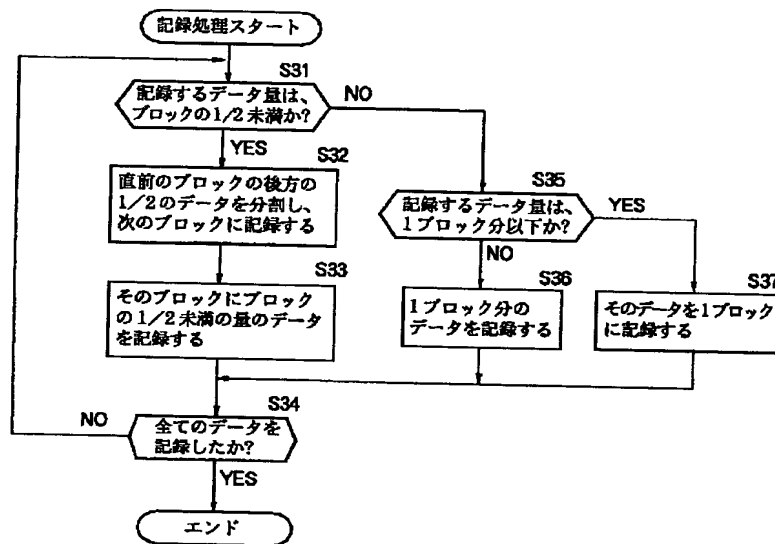 記録処理スタート
S31
記録するデータ量は、
ブロックの1/2未満か?
NO
YES
S32
直前のブロックの後方の
1/2のデータを分割し、
次のブロックに記録する
S35
記録するデータ量は、
1ブロック分以下か?
YES
NO
S33
そのブロックにブロック
の1/2未満の量のデータ
を記録する
S36
1ブロック分の
データを記録する
S37
そのデータを1ブロック
に記録する
S34
NO
全てのデータを
記録したか?
YES
エンド